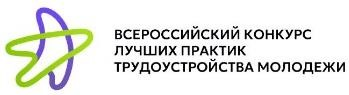 ВСЕРОССИЙСКИЙ КОНКУРС
ЛУЧШИХ ПРАКТИК
ТРУДОУСТРОЙСТВА МОЛОДЕЖИ